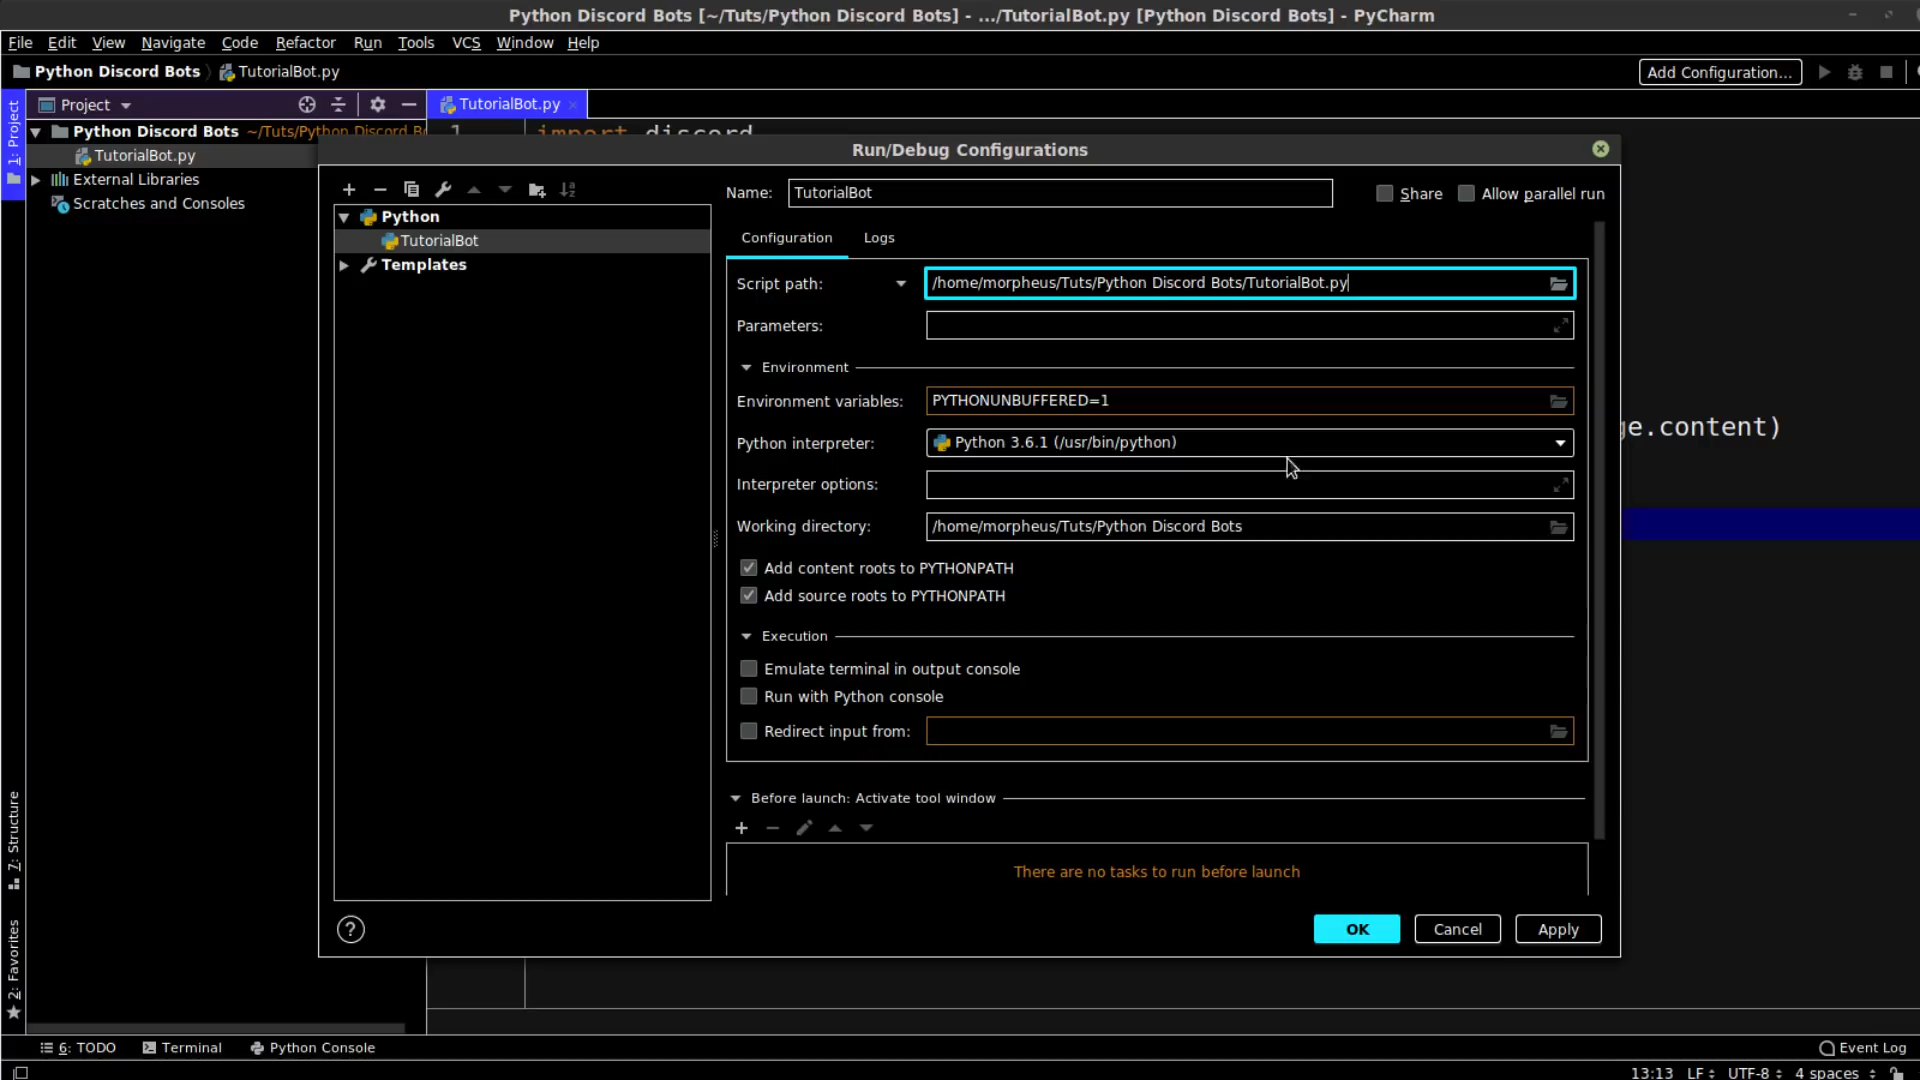 Python Discord Bots [~/Tuts/Python Discord Bots] - .../TutorialBot.py [Python Discord Bots] - PyCharm
File Edit View Navigate Code Refactor Run Tools VCS Window Help
Python Discord Bots TutorialBot.py Add Configuration...
1: Project
Project TutorialBot.py
Python Discord Bots ~/Tuts/Python Discord Bo
1 import discord
TutorialBot.py
External Libraries
Scratches and Consoles
Run/Debug Configurations
Python
TutorialBot
Templates
Name: TutorialBot Share Allow parallel run
Configuration Logs
Script path: /home/morpheus/Tuts/Python Discord Bots/TutorialBot.py
Parameters:
Environment
Environment variables: PYTHONUNBUFFERED=1
Python interpreter: Python 3.6.1 (/usr/bin/python)
Interpreter options:
Working directory: /home/morpheus/Tuts/Python Discord Bots
Add content roots to PYTHONPATH
Add source roots to PYTHONPATH
Execution
Emulate terminal in output console
Run with Python console
Redirect input from:
Before launch: Activate tool window
There are no tasks to run before launch
? OK Cancel Apply
ge.content)
7: Structure
2: Favorites
6: TODO Terminal Python Console Event Log
13:13 LF UTF-8 4 spaces